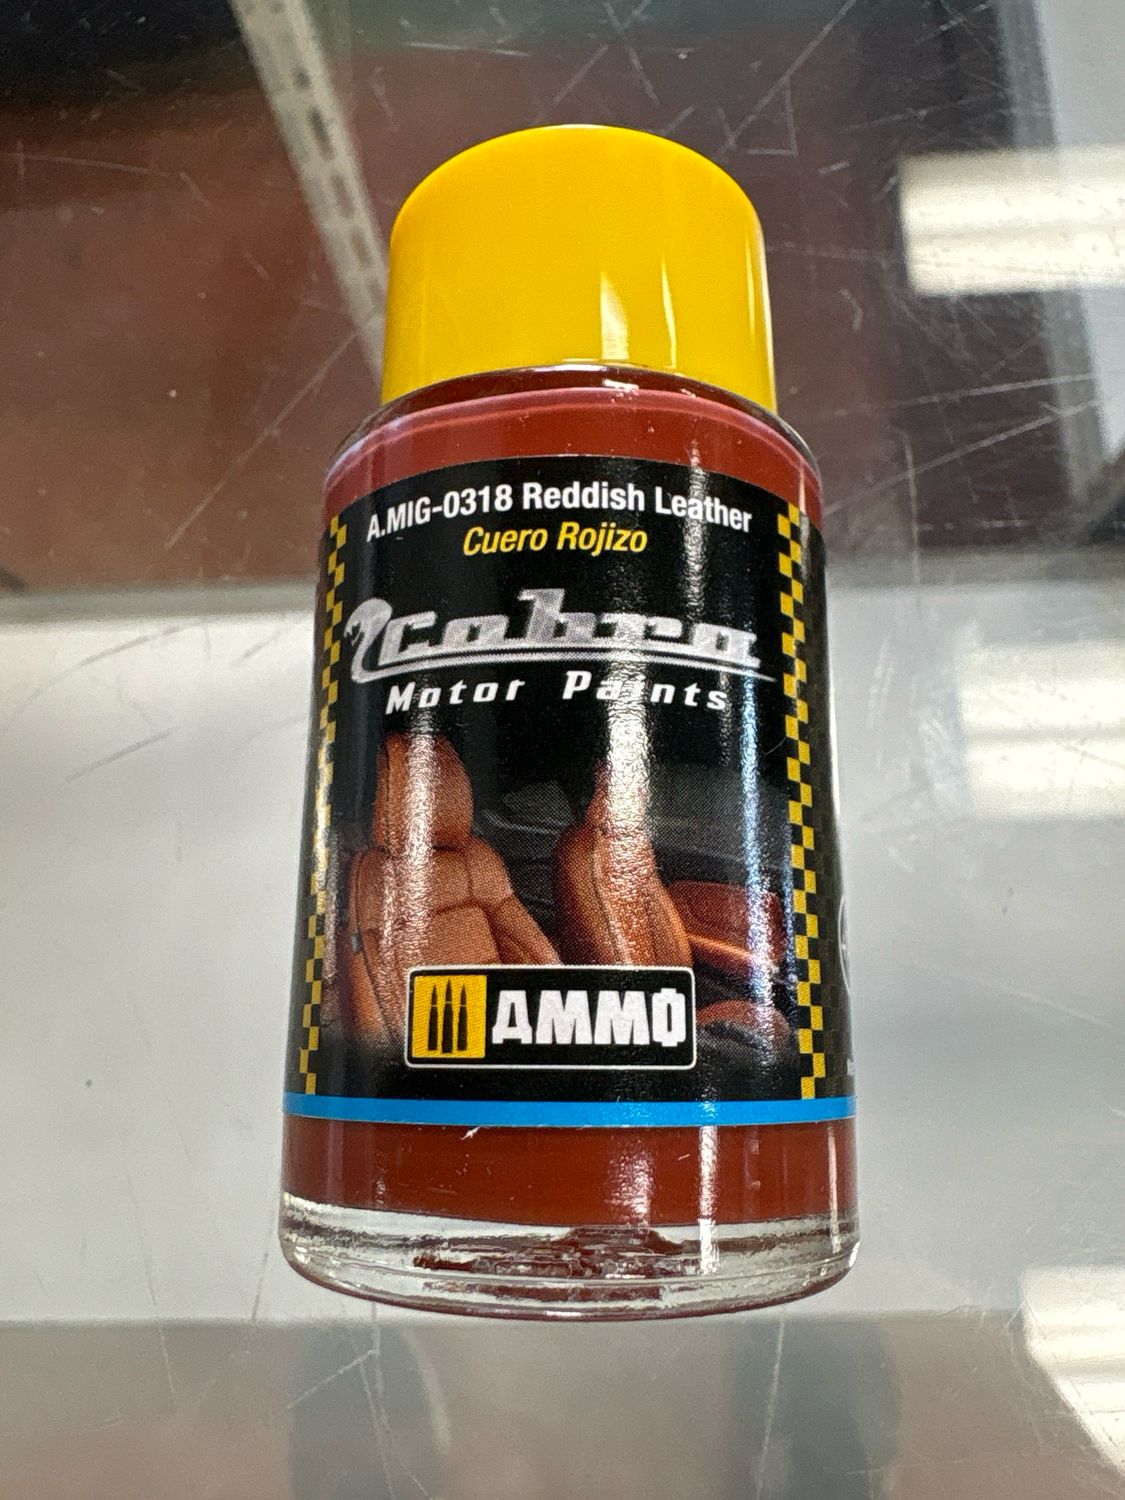 A.MIG-0318 Reddish Leather
Cuero Rojizo
Cobra
Motor Paints
AMMO